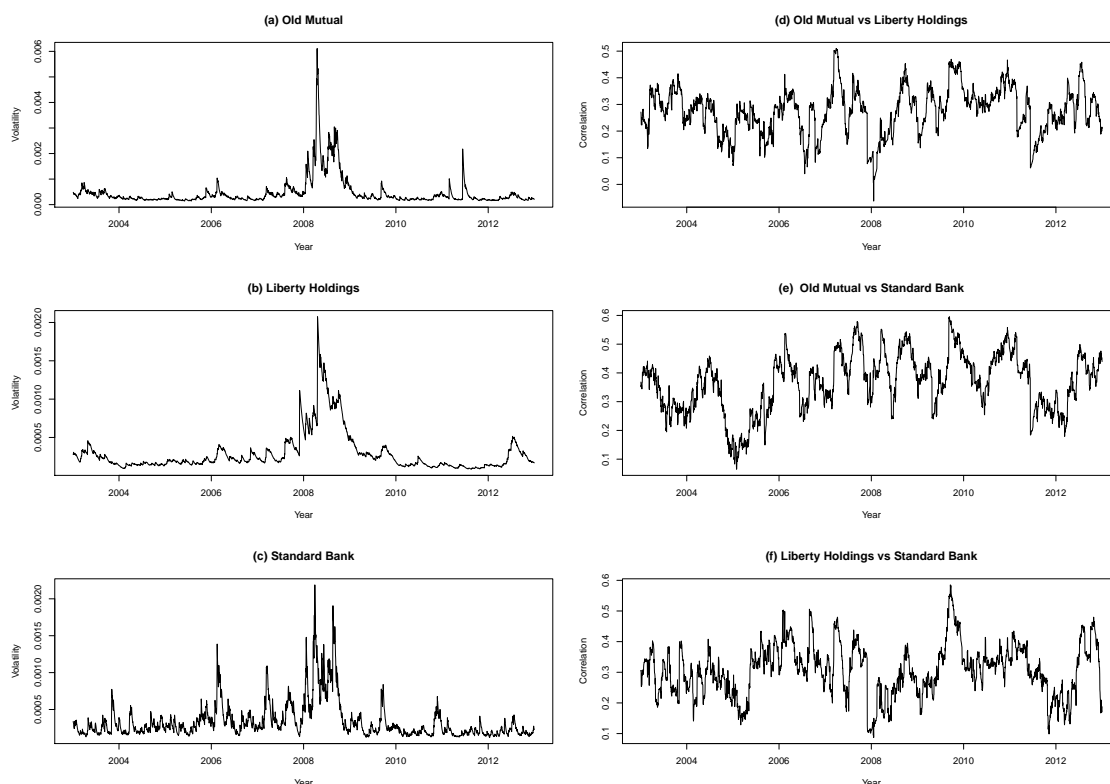 (a) Old Mutual
Volatility
0.000 0.002 0.004 0.006
2004 2006 2008 2010 2012
Year
(d) Old Mutual vs Liberty Holdings
Correlation
0.0 0.1 0.2 0.3 0.4 0.5
2004 2006 2008 2010 2012
Year
(b) Liberty Holdings
Volatility
0.0005 0.0010 0.0015 0.0020
2004 2006 2008 2010 2012
Year
(e) Old Mutual vs Standard Bank
Correlation
0.1 0.2 0.3 0.4 0.5 0.6
2004 2006 2008 2010 2012
Year
(c) Standard Bank
Volatility
0.0005 0.0010 0.0015 0.0020
2004 2006 2008 2010 2012
Year
(f) Liberty Holdings vs Standard Bank
Correlation
0.1 0.2 0.3 0.4 0.5 0.6
2004 2006 2008 2010 2012
Year